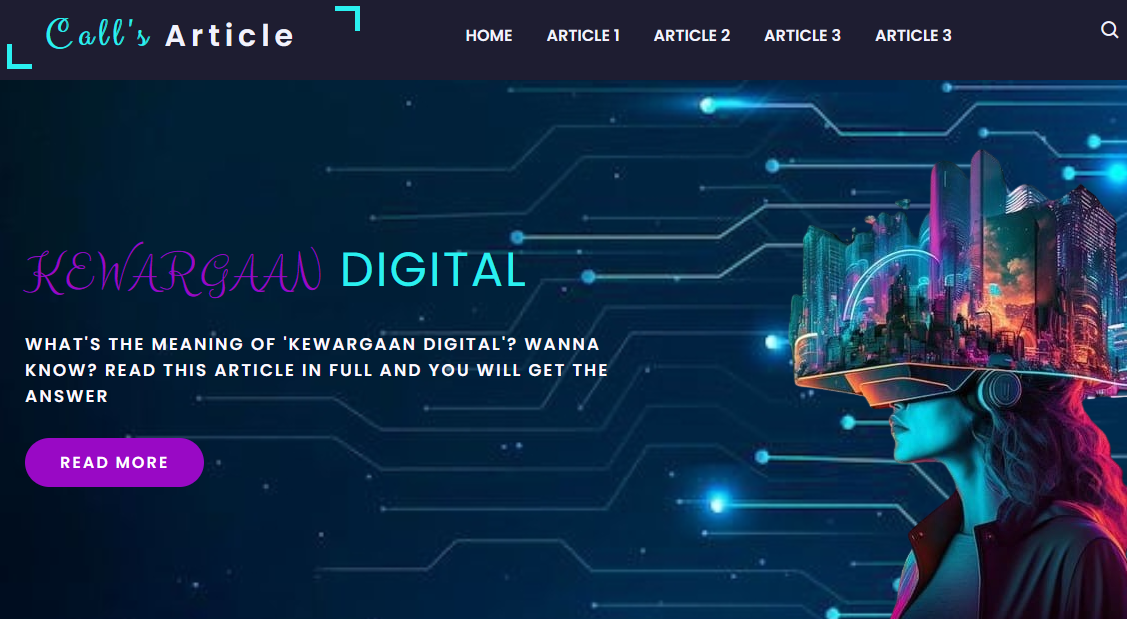 Call's Article
HOME ARTICLE 1 ARTICLE 2 ARTICLE 3 ARTICLE 3
KEWARGAAN DIGITAL
WHAT'S THE MEANING OF 'KEWARGAAN DIGITAL'? WANNA
KNOW? READ THIS ARTICLE IN FULL AND YOU WILL GET THE
ANSWER
READ MORE